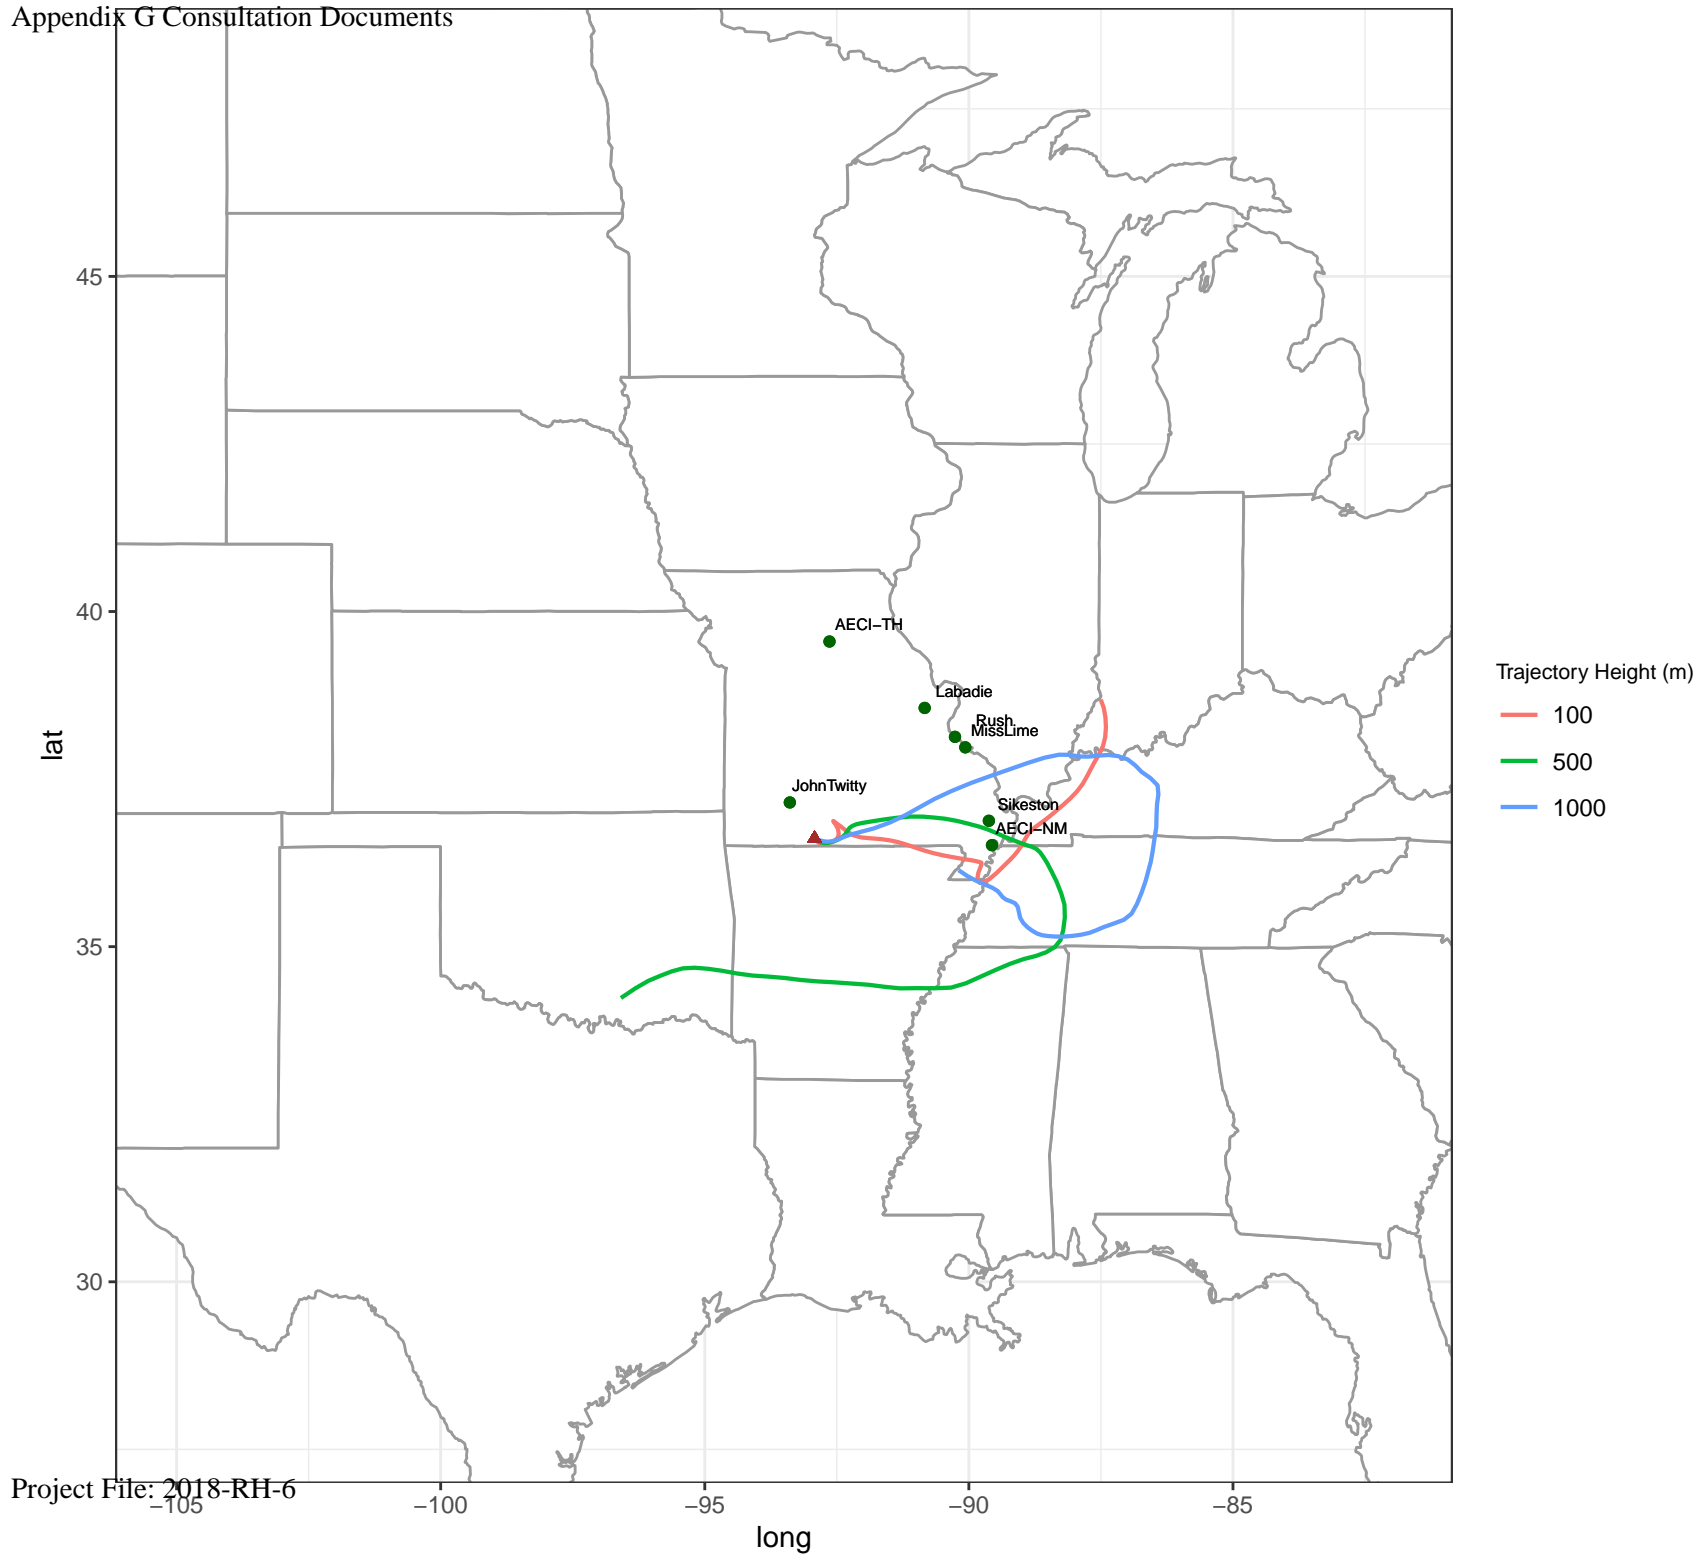 Appendix G Consultation Documents
45
40
35
30
lat
AECI−TH
Labadie
Rush
MissLime
JohnTwitty
Sikeston
AECI−NM
Trajectory Height (m)
100
500
1000
Project File: 2018-RH-6
−105
−100
−95
−90
−85
long